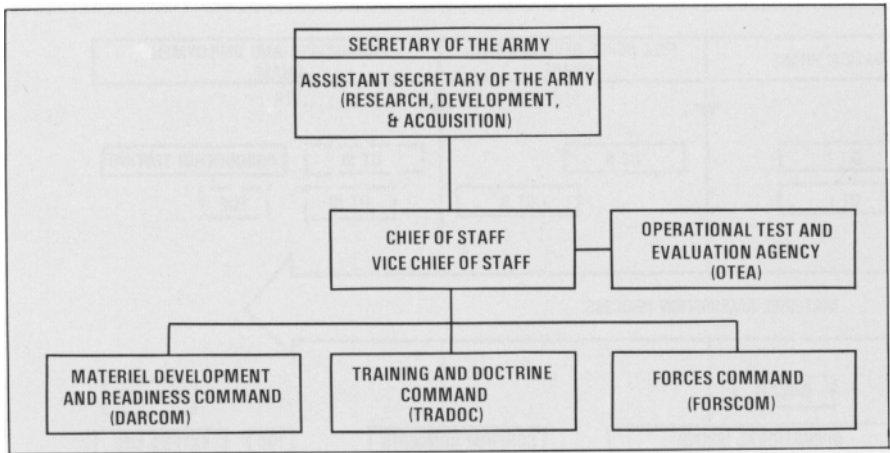 SECRETARY OF THE ARMY
ASSISTANT SECRETARY OF THE ARMY
(RESEARCH, DEVELOPMENT,
& ACQUISITION)
CHIEF OF STAFF
VICE CHIEF OF STAFF
OPERATIONAL TEST AND
EVALUATION AGENCY
(OTEA)
MATERIEL DEVELOPMENT
AND READINESS COMMAND
(DARCOM)
TRAINING AND DOCTRINE
COMMAND
(TRADOC)
FORCES COMMAND
(FORSCOM)